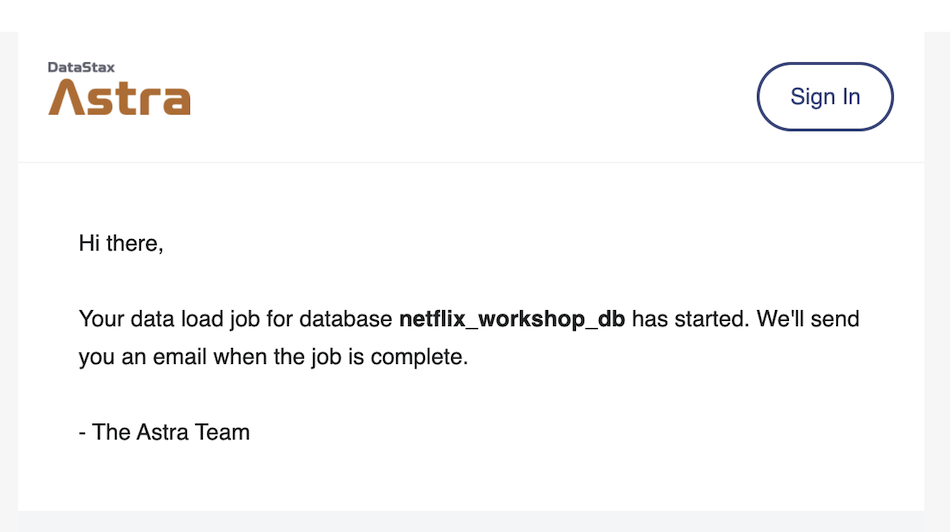 DataStax
Astra
Sign In
Hi there,
Your data load job for database netflix_workshop_db has started. We'll send
you an email when the job is complete.
- The Astra Team